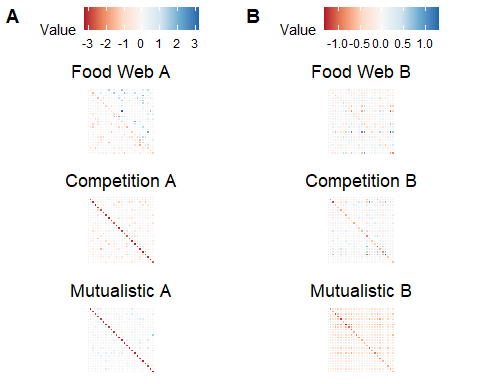 A
Value
-3 -2 -1 0 1 2 3
Food Web A
Competition A
Mutualistic A
B
Value
-1.0 -0.5 0.0 0.5 1.0
Food Web B
Competition B
Mutualistic B